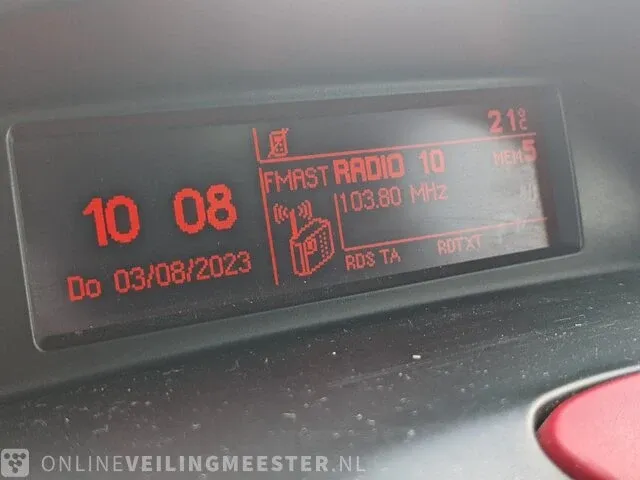 21°C
FMAST RADIO 10 MEM5
103.80 MHz
10 08
Do 03/08/2023
RDS TA RDTXT
ONLINEVEILINGMEESTER.NL